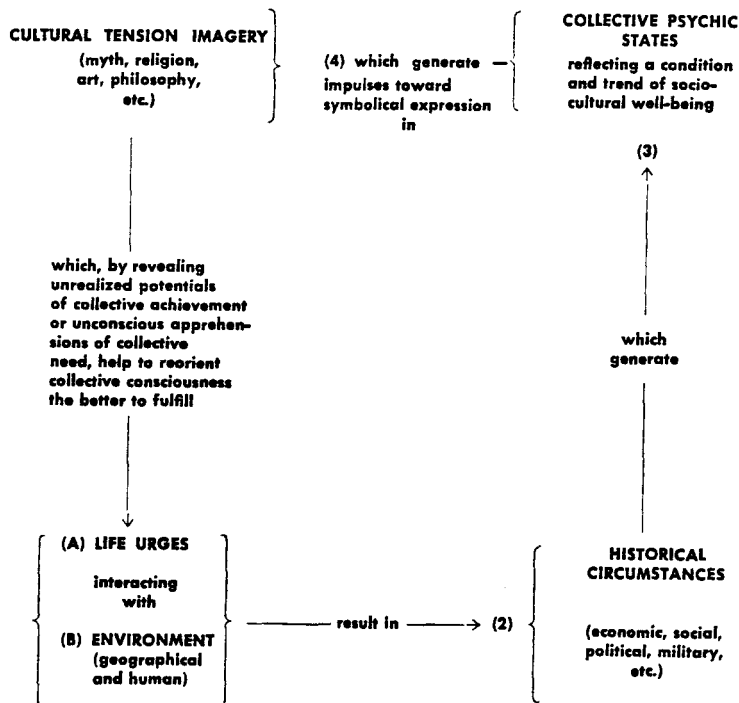 CULTURAL TENSION IMAGERY
(myth, religion,
art, philosophy,
etc.)
(4) which generate
impulses toward
symbolical expression
in
COLLECTIVE PSYCHIC
STATES
reflecting a condition
and trend of socio-
cultural well-being
(3)
which, by revealing
unrealized potentials
of collective achievement
or unconscious apprehen-
sions of collective
need, help to reorient
collective consciousness
the better to fulfill
which
generate
(A) LIFE URGES
interacting
with
(B) ENVIRONMENT
(geographical
and human)
result in
(2)
HISTORICAL
CIRCUMSTANCES
(economic, social,
political, military,
etc.)